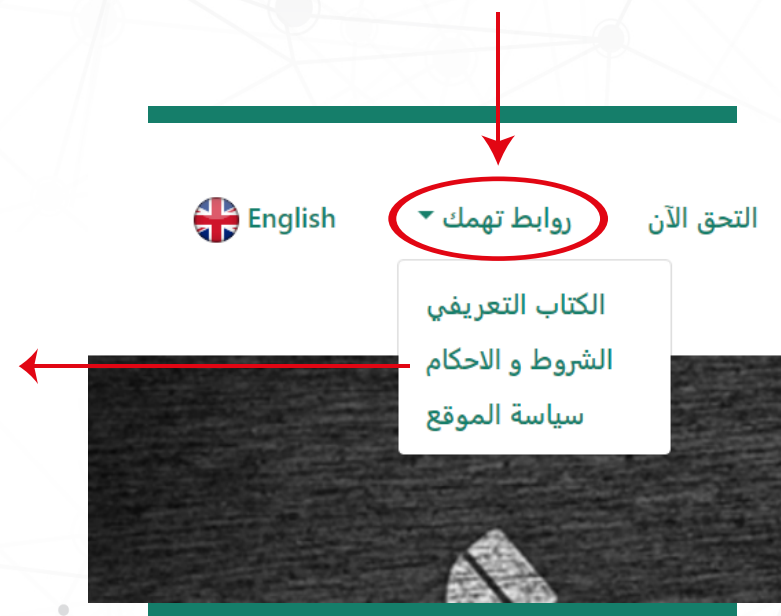 التحق الآن
روابط تهمك
English
الكتاب التعريفي
الشروط و الاحكام
سياسة الموقع